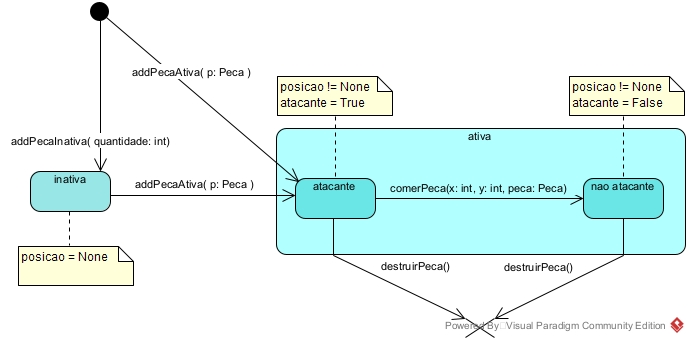 addPecaAtiva( p: Peca )
posicao != None
atacante = True
posicao != None
atacante = False
addPecaInativa( quantidade: int)
ativa
inativa
addPecaAtiva( p: Peca )
atacante
comerPeca(x: int, y: int, peca: Peca)
nao atacante
posicao = None
destruirPeca()
destruirPeca()
Powered By Visual Paradigm Community Edition